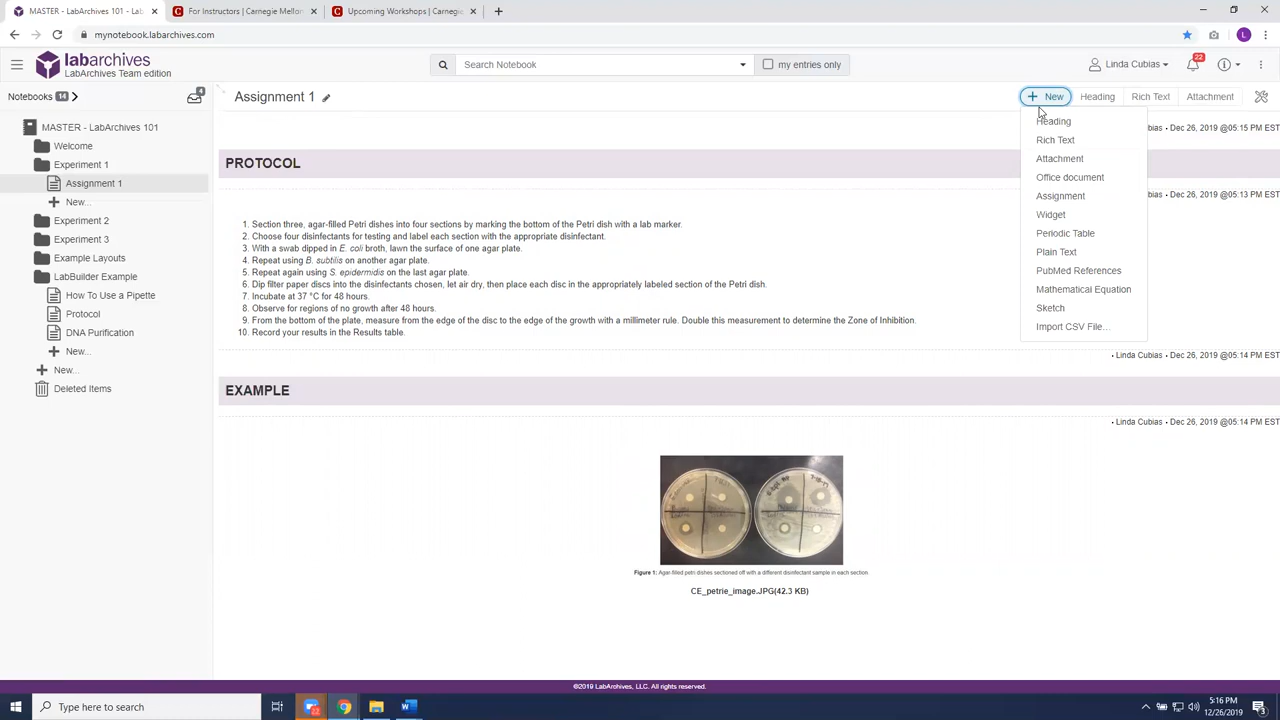 MASTER - LabArchives 101 -
For Instructors | Carnegie Mellon
Upcoming Workshops | Carnegie
mynotebook.labarchives.com
labarchives
LabArchives Team edition
Search Notebook
my entries only
Linda Cubias
22
Notebooks 14
Assignment 1
New
Heading
Rich Text
Attachment
MASTER - LabArchives 101
Welcome
Experiment 1
Assignment 1
New...
Experiment 2
Experiment 3
Example Layouts
LabBuilder Example
How To Use a Pipette
Protocol
DNA Purification
New...
New...
Deleted Items
Heading
Rich Text
Attachment
Office document
Assignment
Widget
Periodic Table
Plain Text
PubMed References
Mathematical Equation
Sketch
Import CSV File...
bias • Dec 26, 2019 @05:15 PM EST
PROTOCOL
bias • Dec 26, 2019 @05:13 PM EST
1. Section three, agar-filled Petri dishes into four sections by marking the bottom of the Petri dish with a lab marker.
2. Choose four disinfectants for testing and label each section with the appropriate disinfectant.
3. With a swab dipped in E. coli broth, lawn the surface of one agar plate.
4. Repeat using B. subtilis on another agar plate.
5. Repeat again using S. epidermidis on the last agar plate.
6. Dip filter paper discs into the disinfectants chosen, let air dry, then place each disc in the appropriately labeled section of the Petri dish.
7. Incubate at 37 °C for 48 hours.
8. Observe for regions of no growth after 48 hours.
9. From the bottom of the plate, measure from the edge of the disc to the edge of the growth with a millimeter rule. Double this measurement to determine the Zone of Inhibition.
10. Record your results in the Results table.
• Linda Cubias • Dec 26, 2019 @05:14 PM EST
EXAMPLE
• Linda Cubias • Dec 26, 2019 @05:14 PM EST
Figure 1: Agar-filled petri dishes sectioned off with a different disinfectant sample in each section.
CE_petrie_image.JPG(42.3 KB)
©2019 LabArchives, LLC. All rights reserved.
Type here to search
5:16 PM
12/26/2019